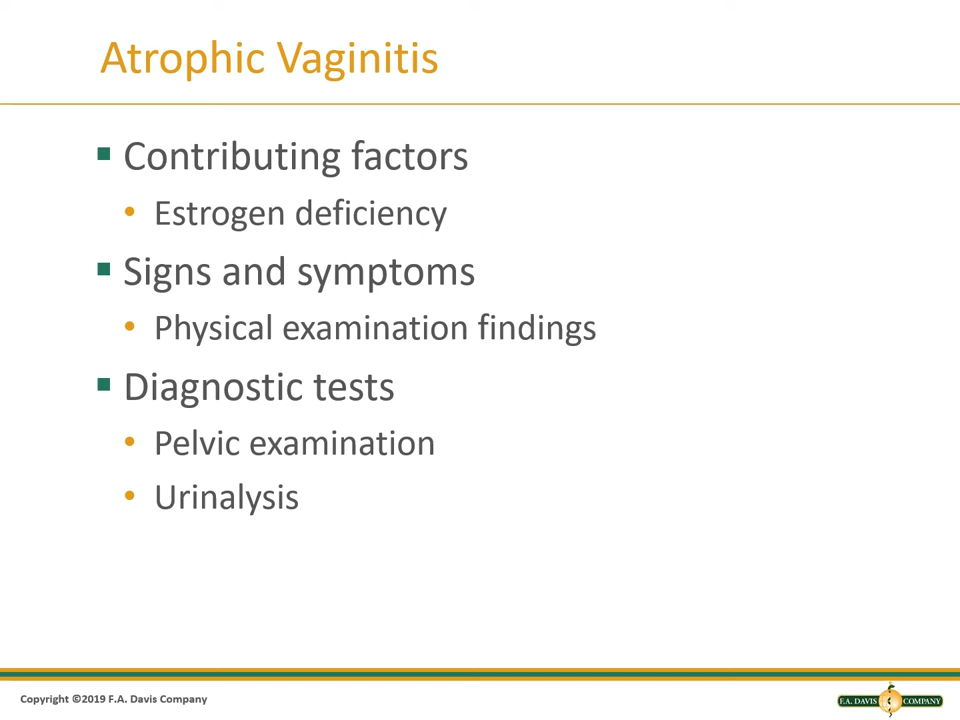 Atrophic Vaginitis
▪ Contributing factors
• Estrogen deficiency
▪ Signs and symptoms
• Physical examination findings
▪ Diagnostic tests
• Pelvic examination
• Urinalysis
Copyright ©2019 F.A. Davis Company
F.A. DAVIS COMPANY